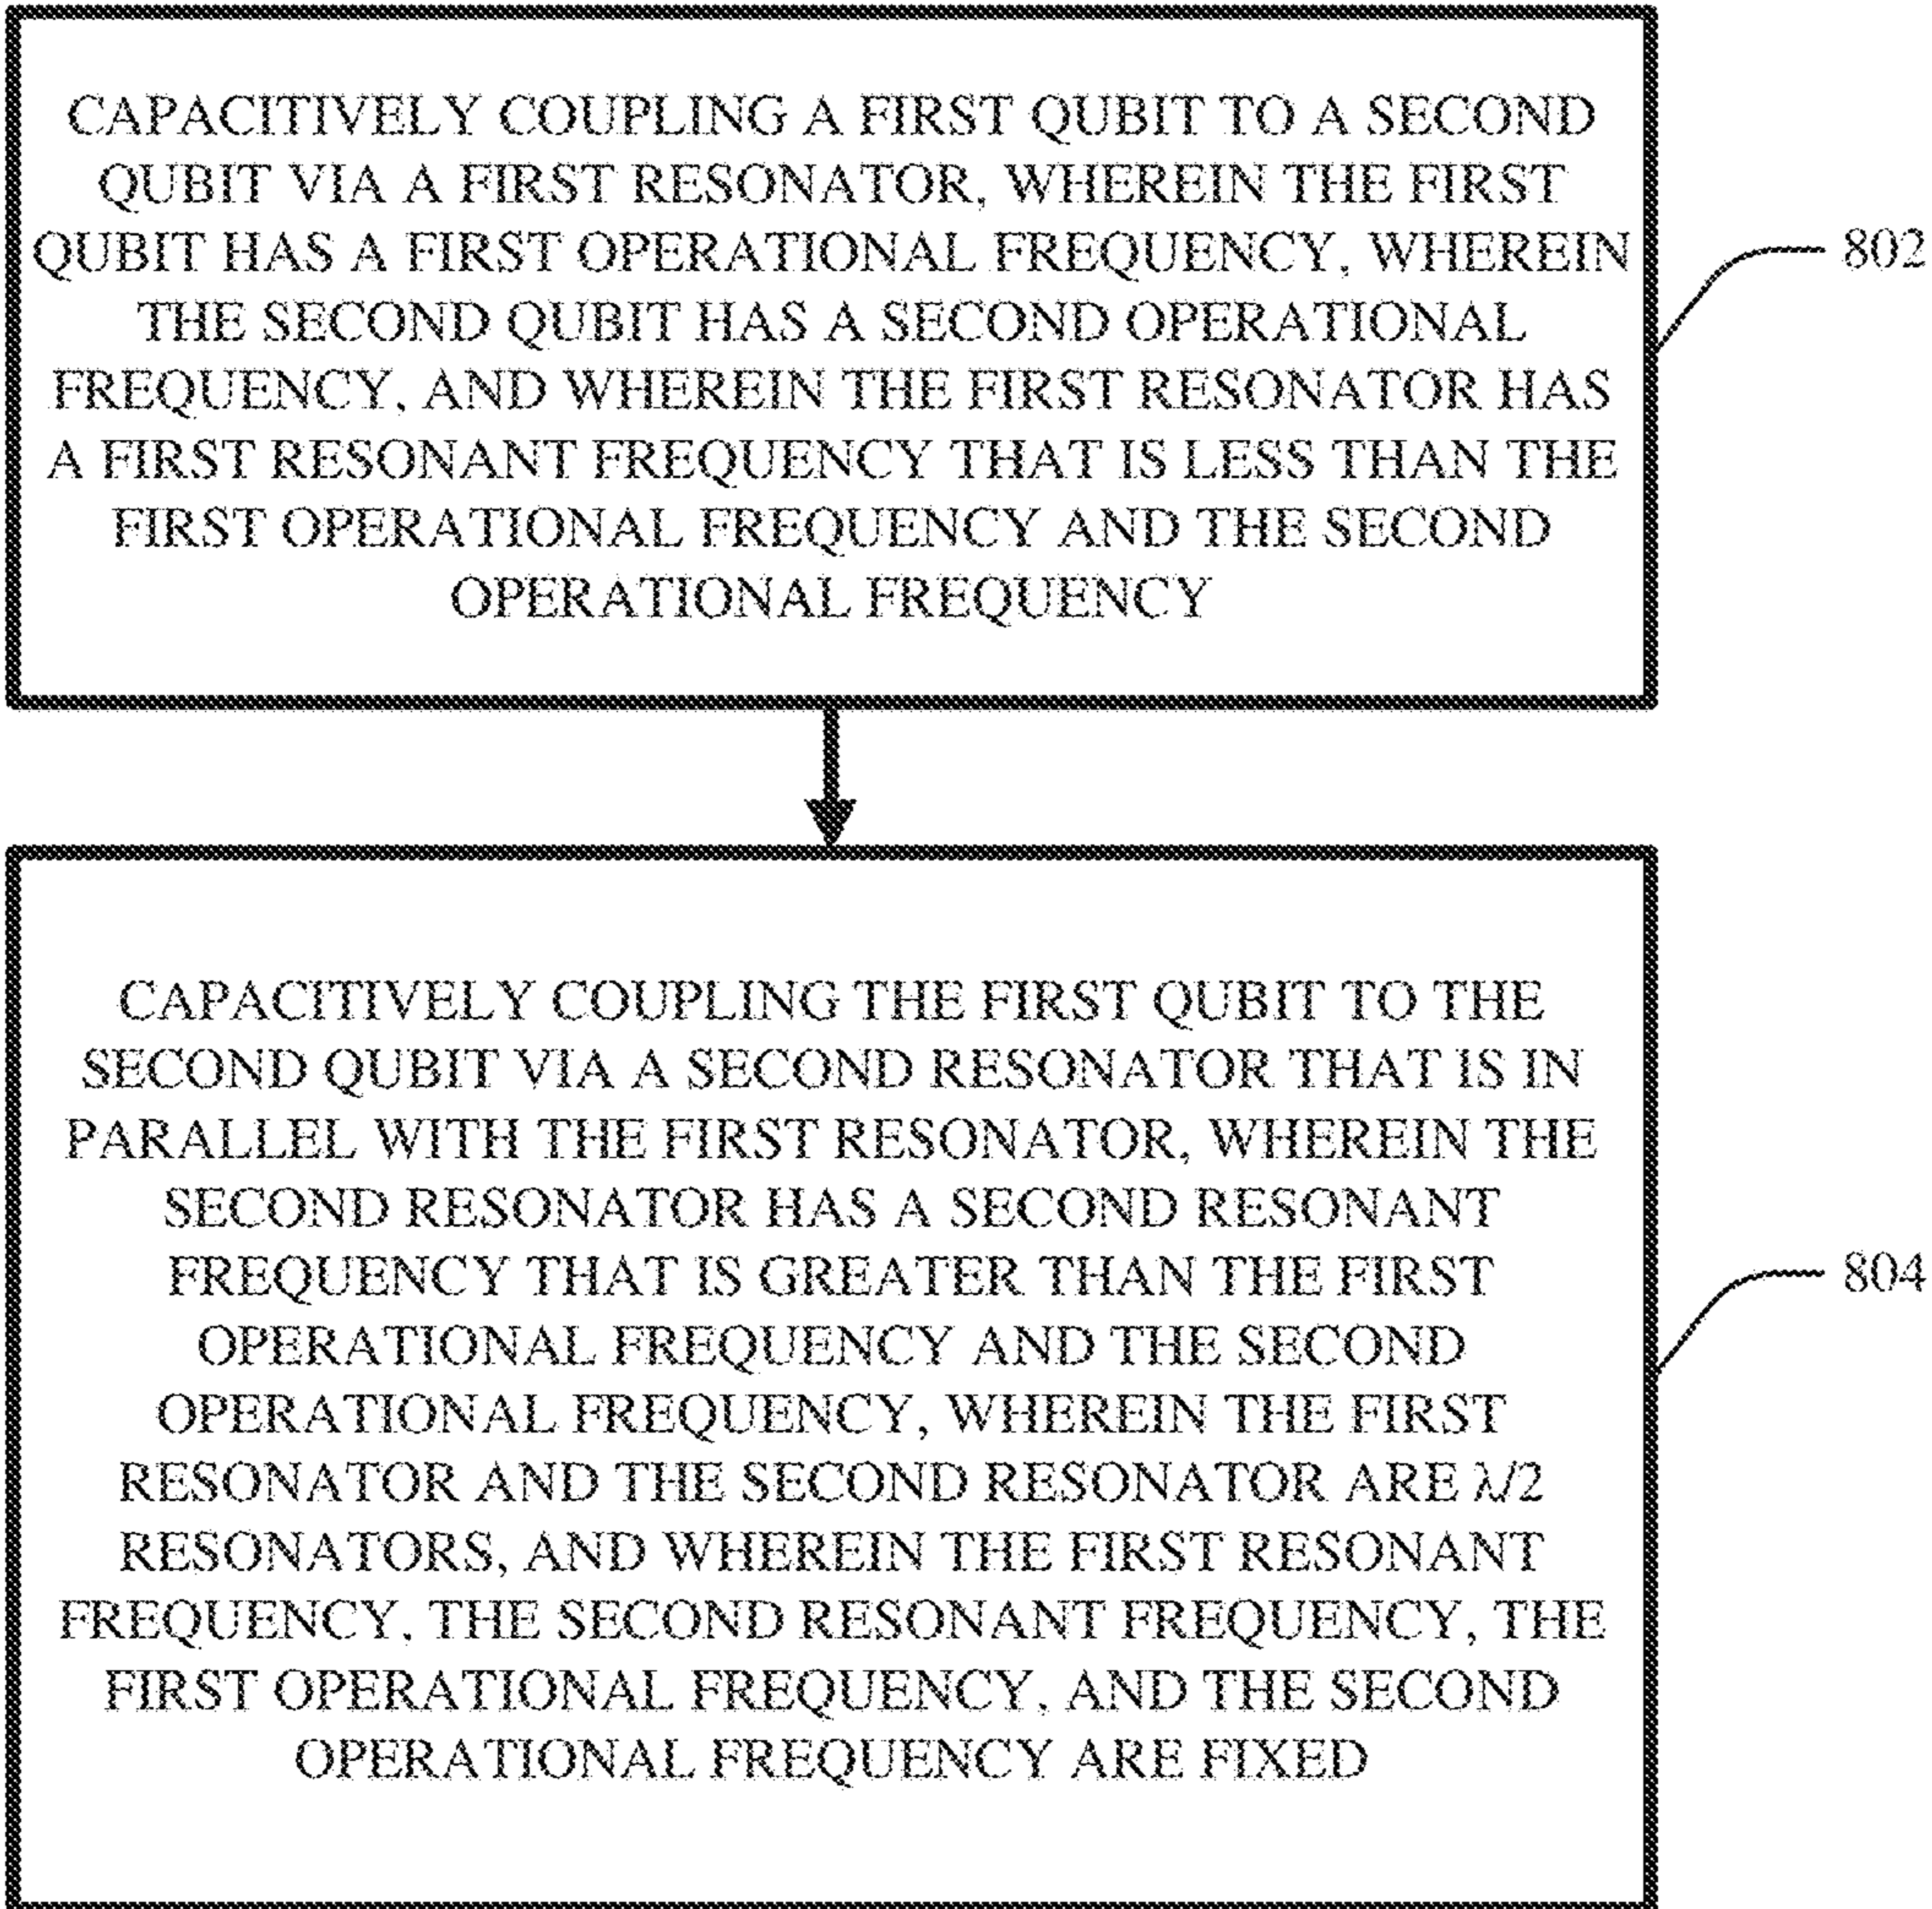 CAPACITIVELY COUPLING A FIRST QUBIT TO A SECOND
QUBIT VIA A FIRST RESONATOR, WHEREIN THE FIRST
QUBIT HAS A FIRST OPERATIONAL FREQUENCY, WHEREIN
THE SECOND QUBIT HAS A SECOND OPERATIONAL
FREQUENCY, AND WHEREIN THE FIRST RESONATOR HAS
A FIRST RESONANT FREQUENCY THAT IS LESS THAN THE
FIRST OPERATIONAL FREQUENCY AND THE SECOND
OPERATIONAL FREQUENCY
802
CAPACITIVELY COUPLING THE FIRST QUBIT TO THE
SECOND QUBIT VIA A SECOND RESONATOR THAT IS IN
PARALLEL WITH THE FIRST RESONATOR, WHEREIN THE
SECOND RESONATOR HAS A SECOND RESONANT
FREQUENCY THAT IS GREATER THAN THE FIRST
OPERATIONAL FREQUENCY AND THE SECOND
OPERATIONAL FREQUENCY, WHEREIN THE FIRST
RESONATOR AND THE SECOND RESONATOR ARE λ/2
RESONATORS, AND WHEREIN THE FIRST RESONANT
FREQUENCY, THE SECOND RESONANT FREQUENCY, THE
FIRST OPERATIONAL FREQUENCY, AND THE SECOND
OPERATIONAL FREQUENCY ARE FIXED
804